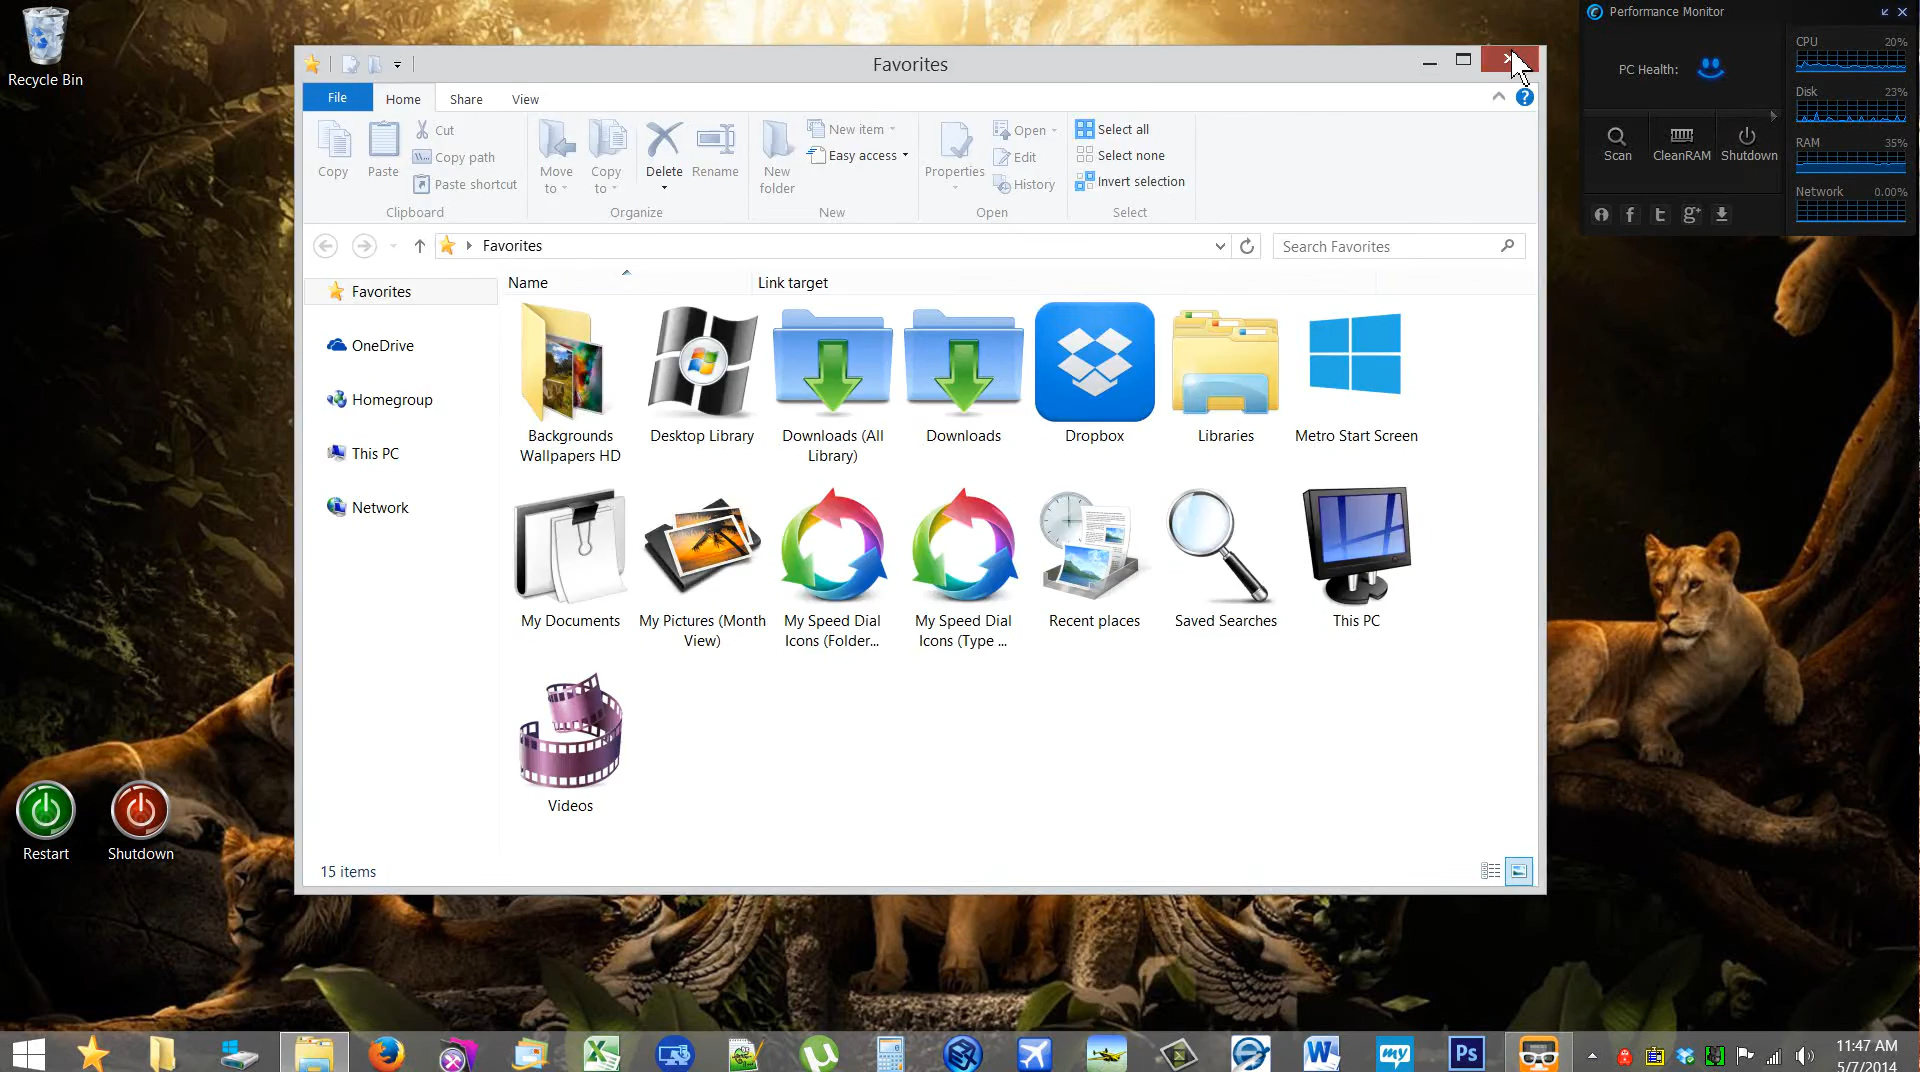 Recycle Bin
Restart
Shutdown
Favorites
File
Home
Share
View
Copy
Paste
Cut
Copy path
Paste shortcut
Clipboard
Move
to
Copy
to
Delete
Rename
Organize
New
folder
New item
Easy access
New
Properties
Open
Edit
History
Open
Select all
Select none
Invert selection
Select
Favorites
Search Favorites
Favorites
OneDrive
Homegroup
This PC
Network
Name
Link target
Backgrounds
Wallpapers HD
Desktop Library
Downloads (All
Library)
Downloads
Dropbox
Libraries
Metro Start Screen
My Documents
My Pictures (Month
View)
My Speed Dial
Icons (Folder...
My Speed Dial
Icons (Type ...
Recent places
Saved Searches
This PC
Videos
15 items
Performance Monitor
PC Health:
Scan
CleanRAM
Shutdown
CPU 20%
Disk 23%
RAM 35%
Network 0.00%
my
Ps
11:47 AM
5/7/2014